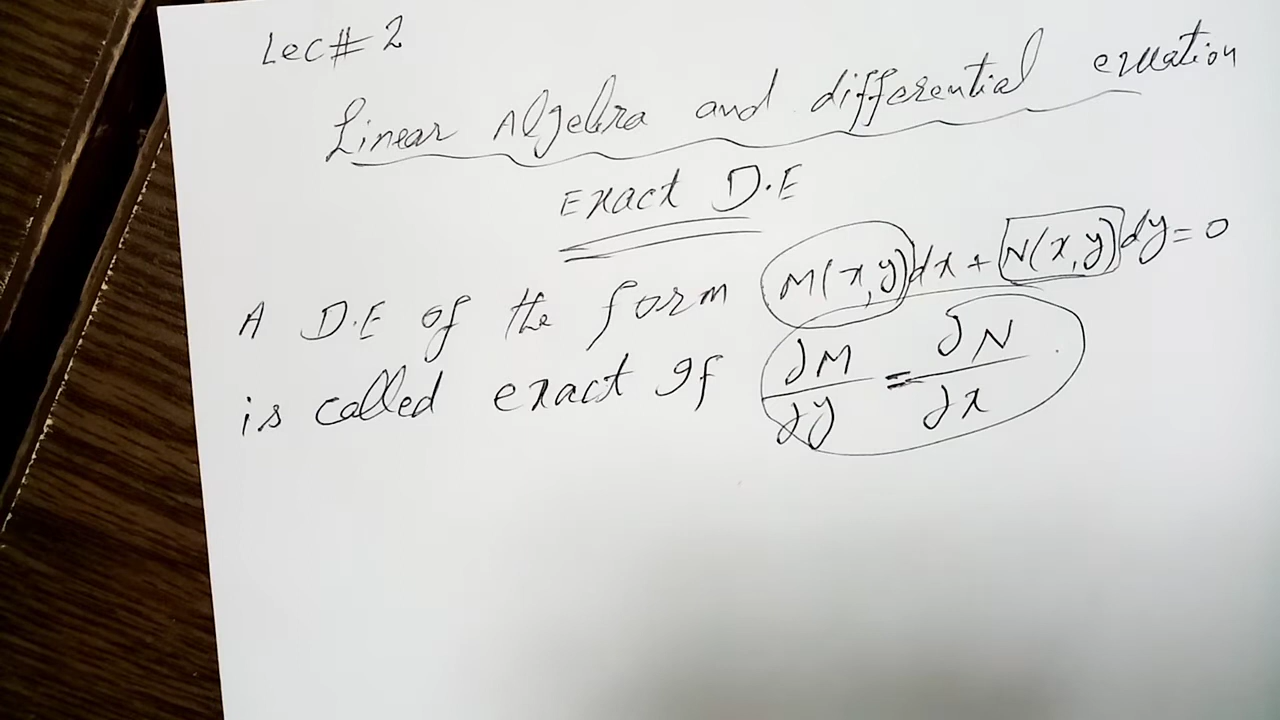 Lec# 2
Linear Algebra and differential equation
Exact D.E
A D.E of the form M(x,y)dx + N(x,y)dy = 0
is called exact If ∂M/∂y = ∂N/∂x